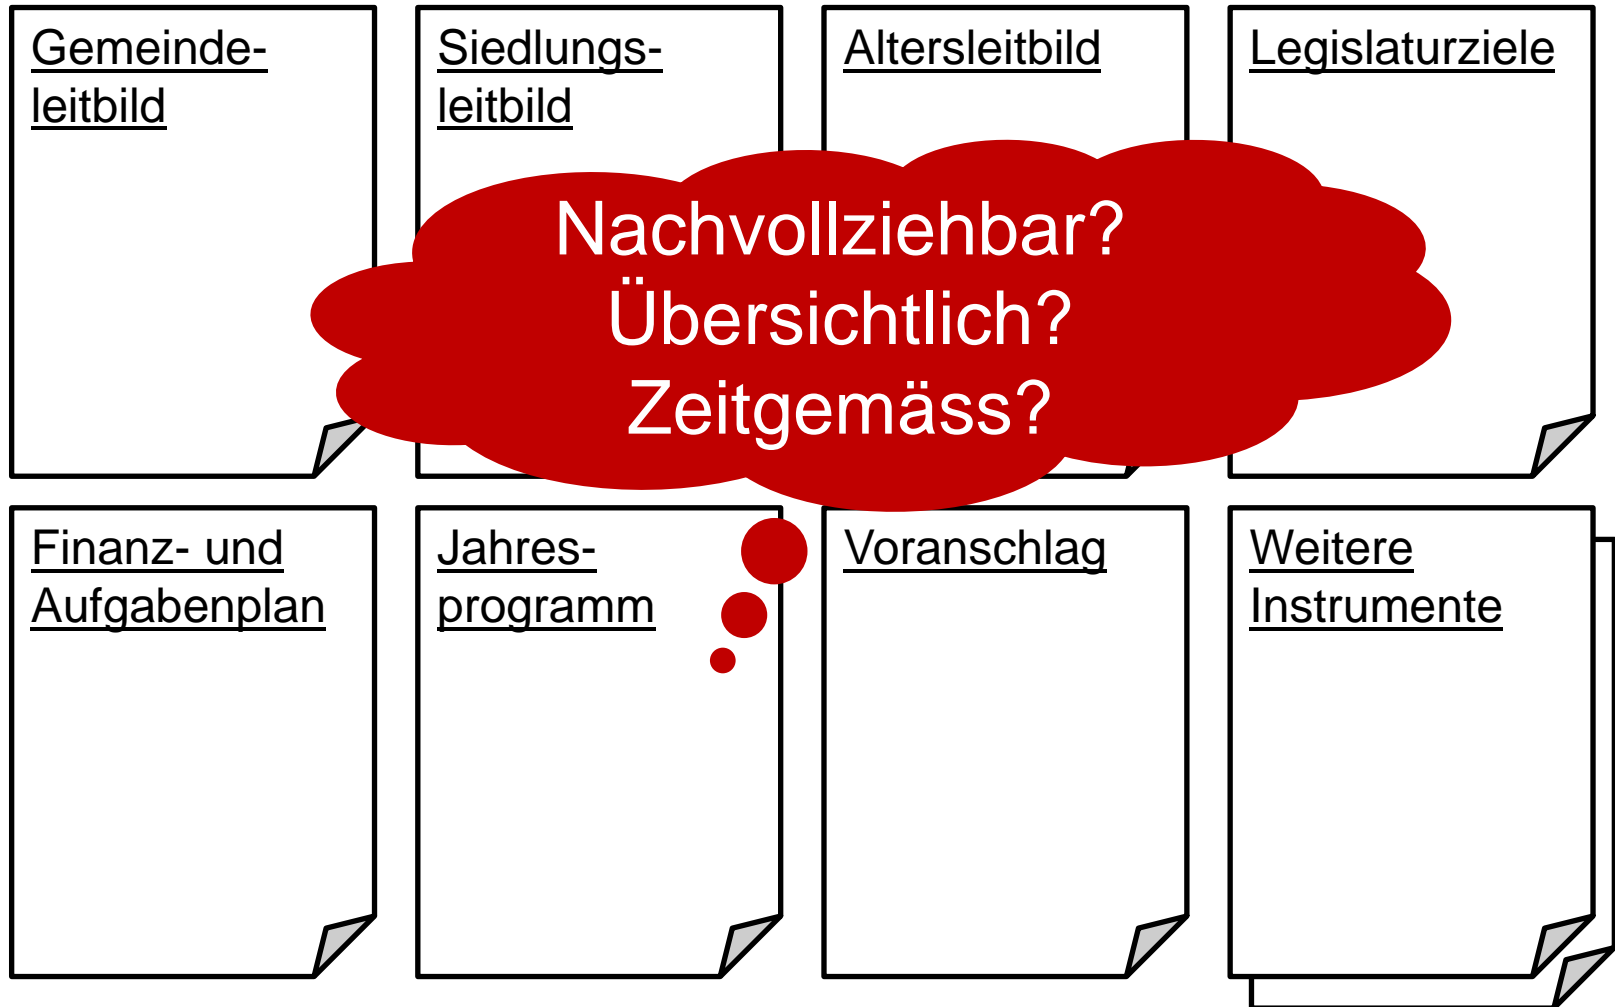 Gemeinde-
leitbild
Siedlungs-
leitbild
Altersleitbild
Legislaturziele
Nachvollziehbar?
Übersichtlich?
Zeitgemäss?
Finanz- und
Aufgabenplan
Jahres-
programm
Voranschlag
Weitere
Instrumente